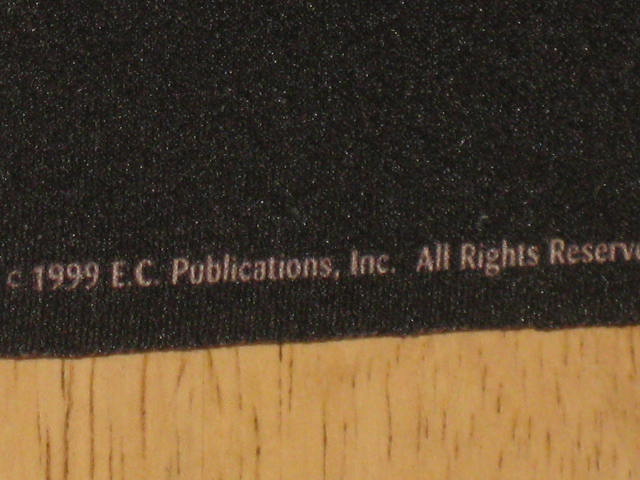 c 1999 E.C. Publications, Inc. All Rights Reserve